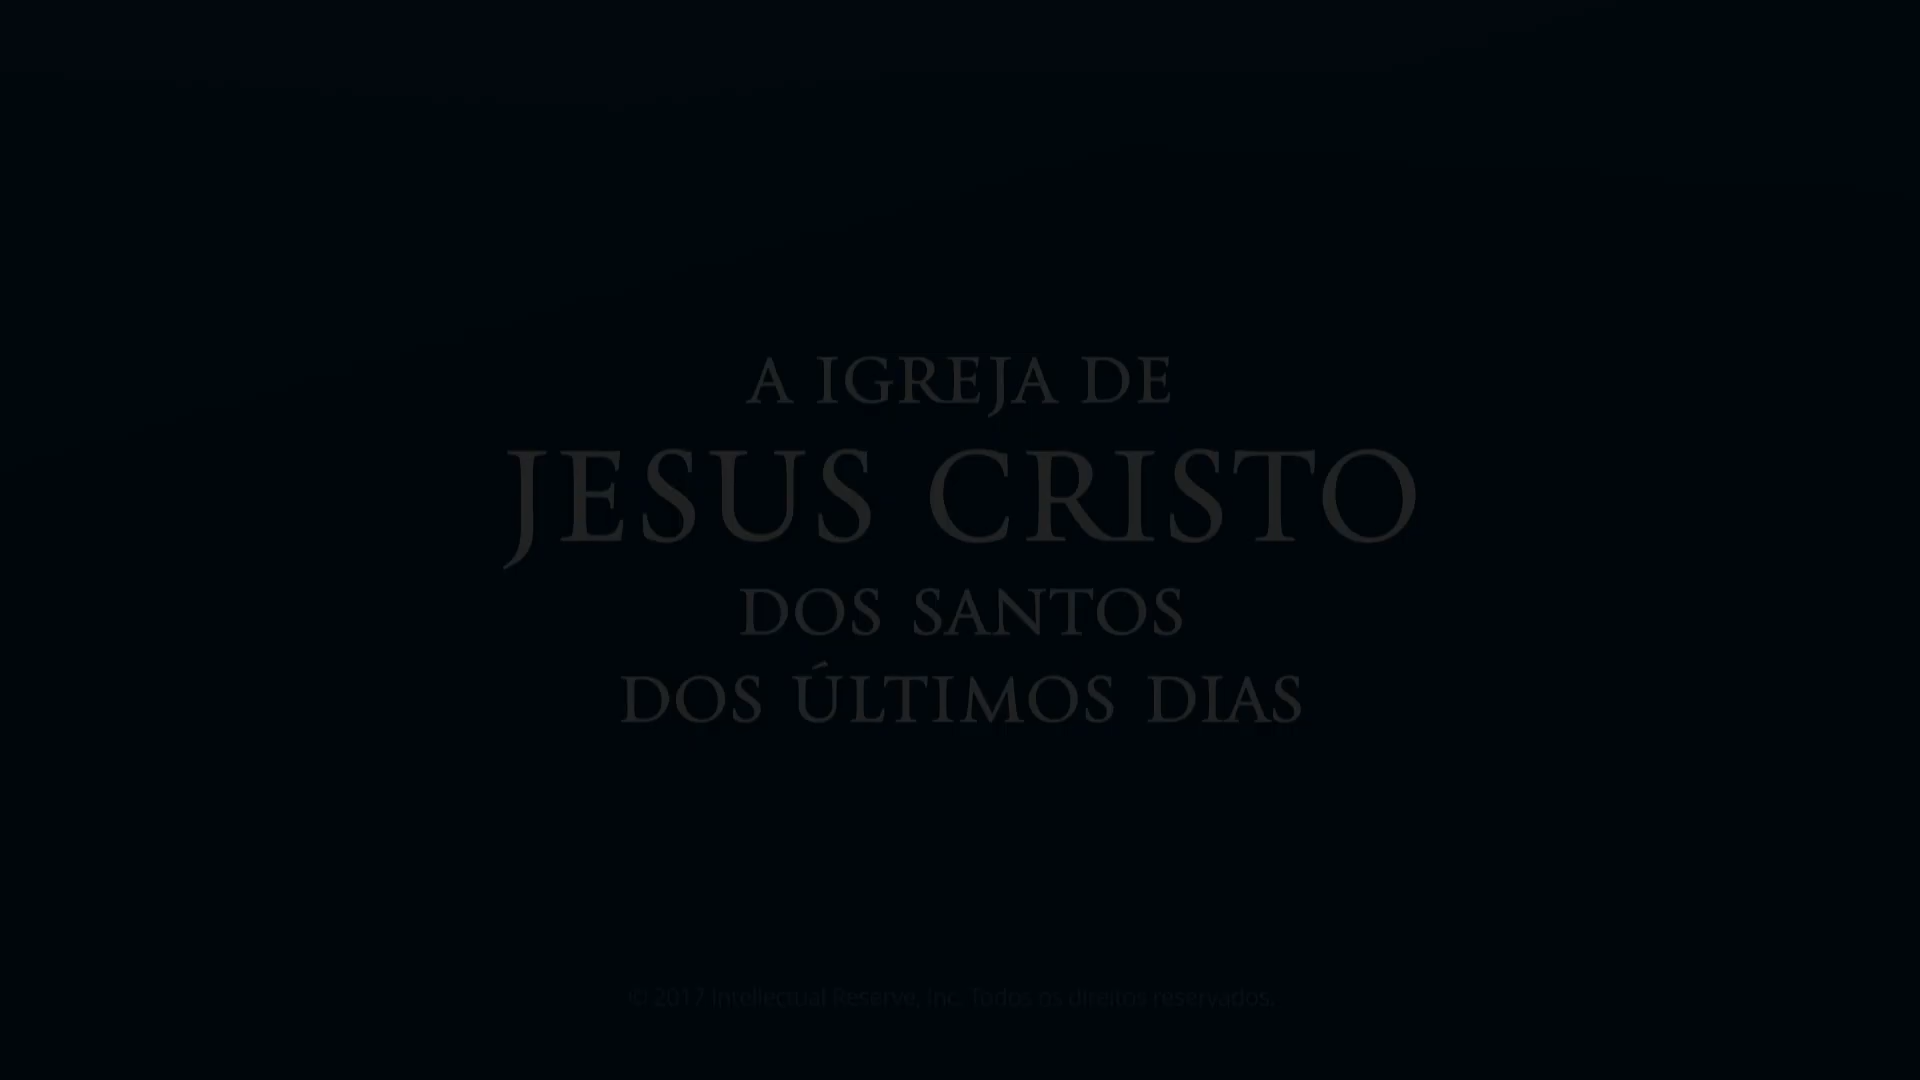 A IGREJA DE
JESUS CRISTO
DOS SANTOS
DOS ÚLTIMOS DIAS
© 2017 Intellectual Reserve, Inc. Todos os direitos reservados.